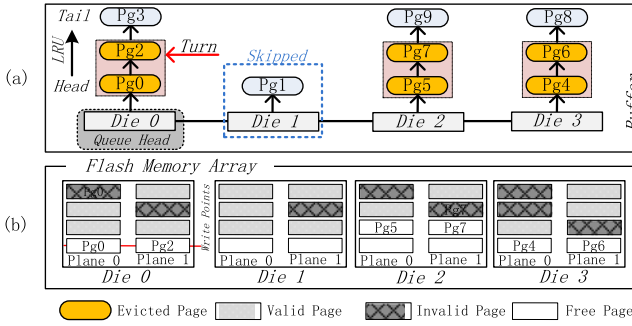 Tail
Pg3
Pg9
Pg8
LRU
Pg2
Turn
Skipped
Pg7
Pg6
(a)
Head
Pg0
Pg1
Pg5
Pg4
Buffer
Die 0
Die 1
Die 2
Die 3
Queue Head
Flash Memory Array
(b)
Pg0
Write Points
Pg7
Pg5
Pg7
Pg0
Pg2
Pg4
Pg6
Plane 0
Plane 1
Plane 0
Plane 1
Plane 0
Plane 1
Plane 0
Plane 1
Die 0
Die 1
Die 2
Die 3
Evicted Page
Valid Page
Invalid Page
Free Page